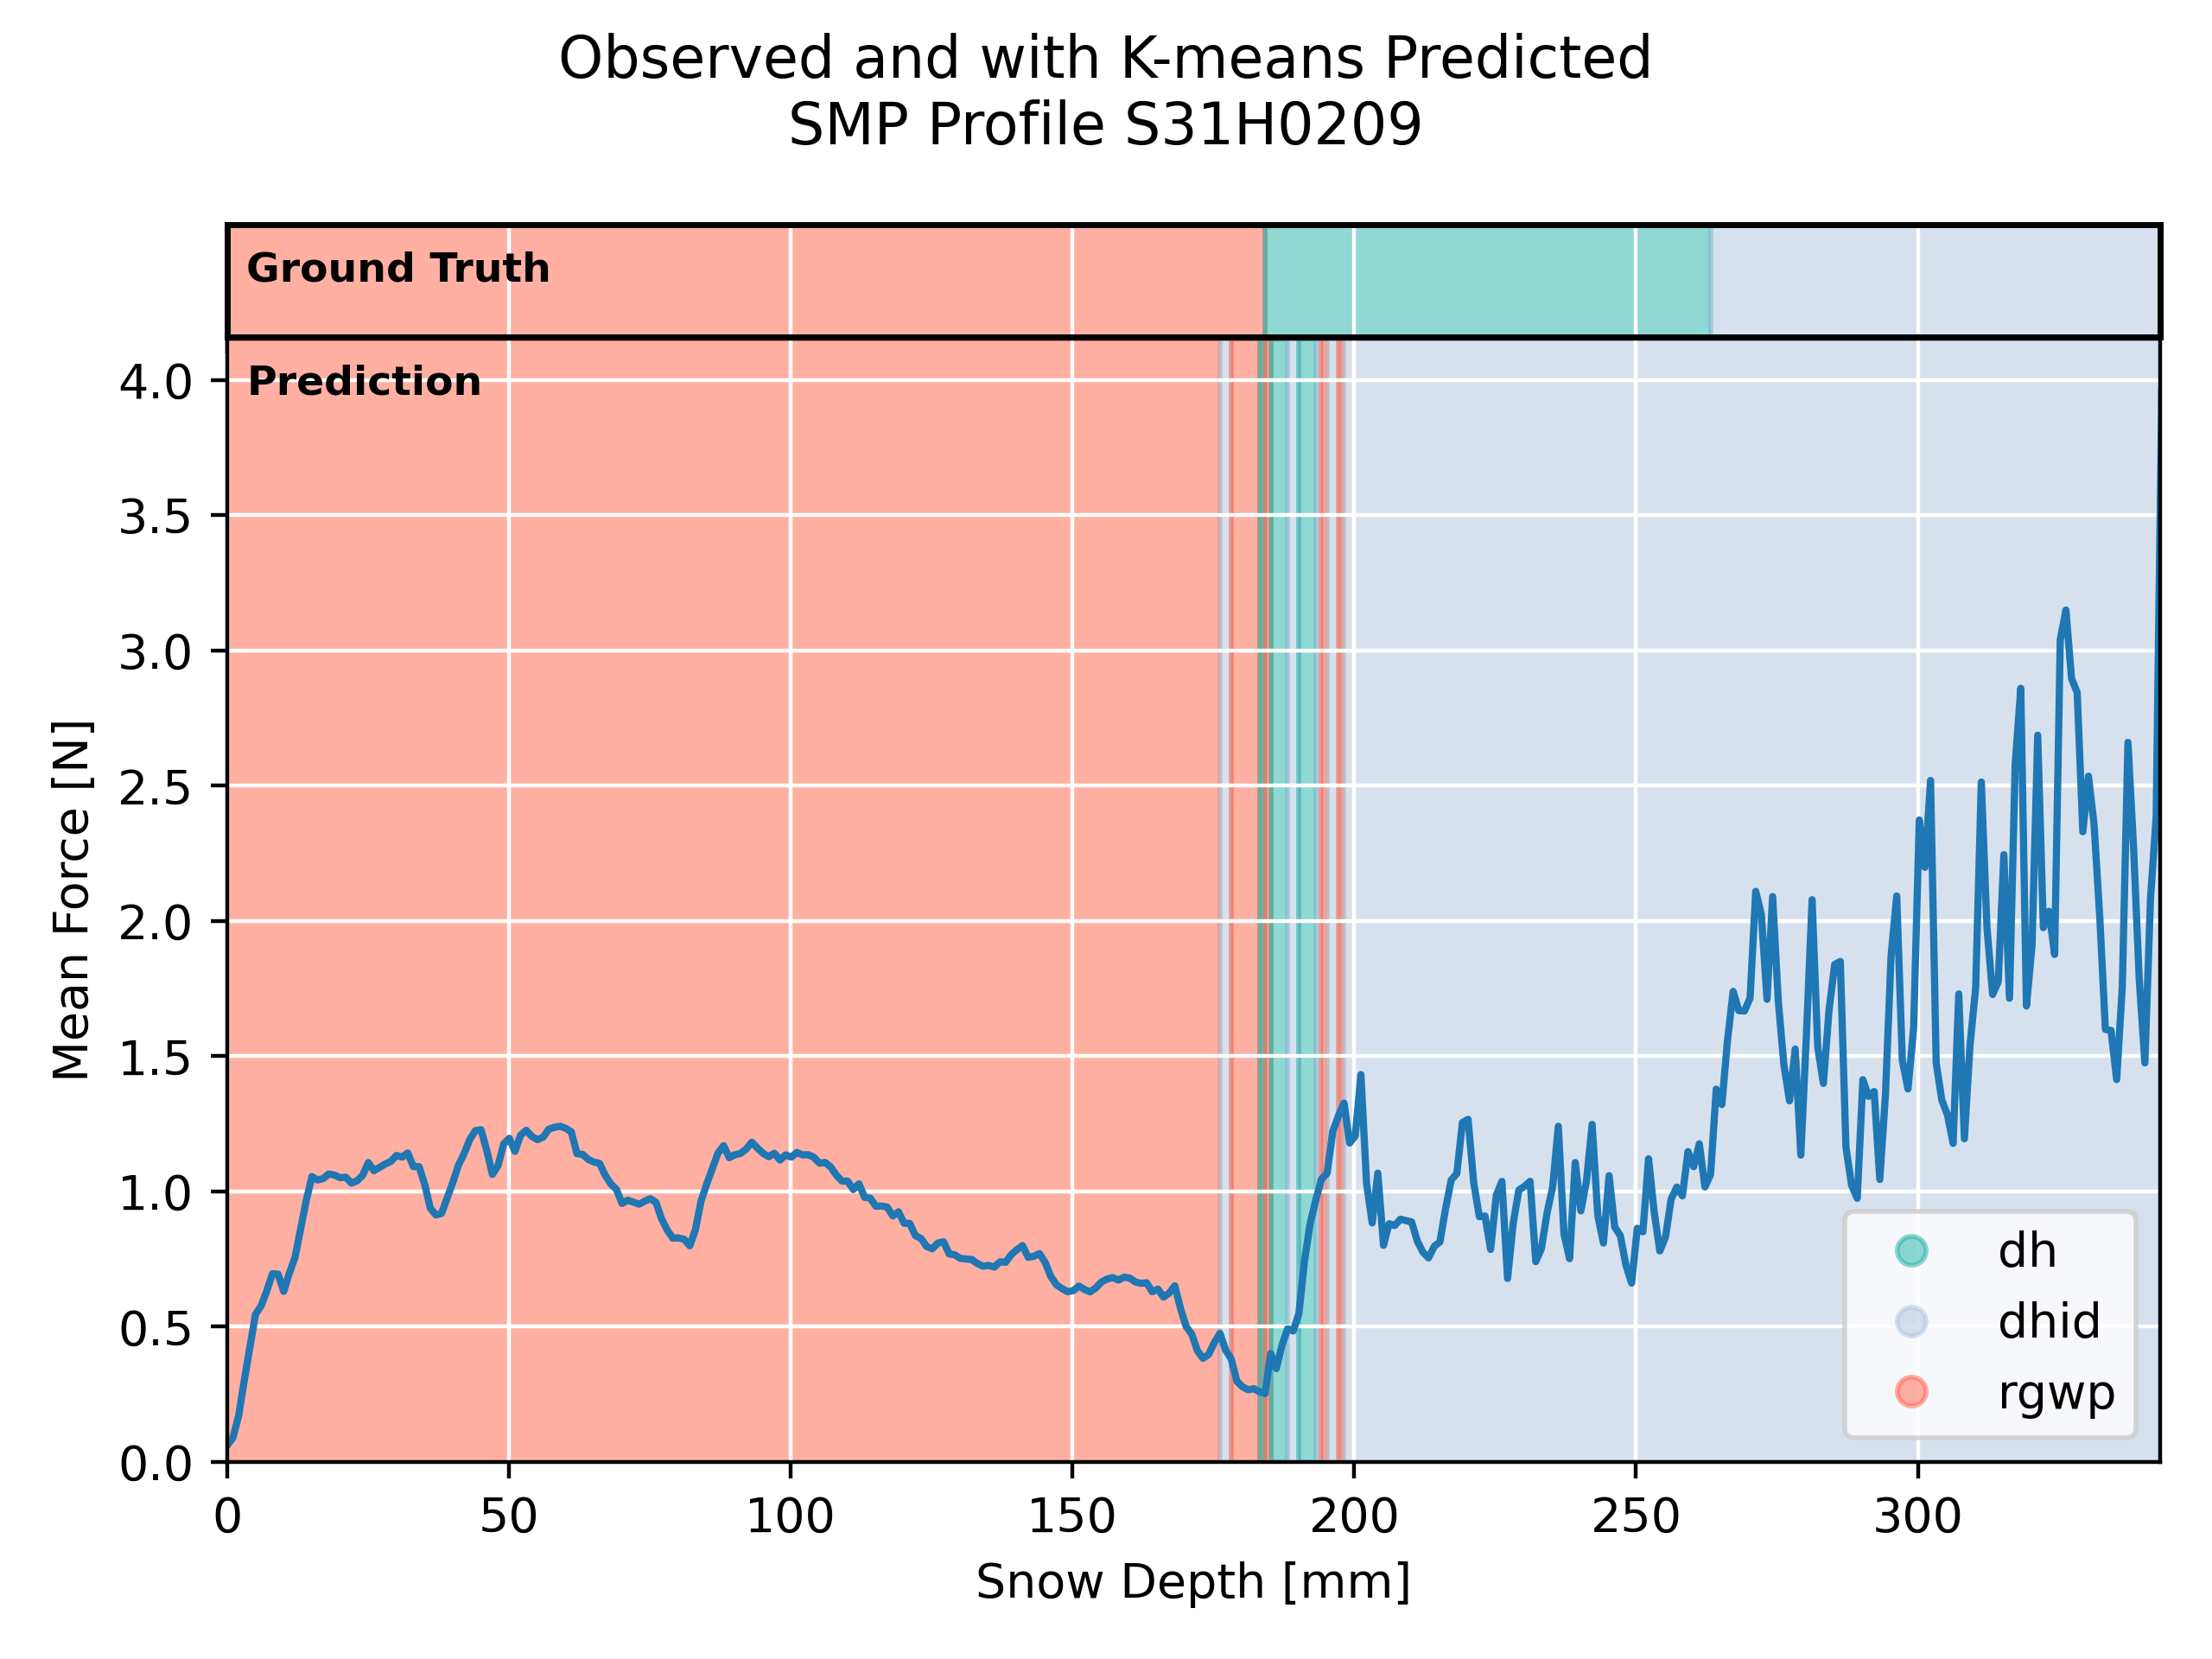 Observed and with K-means Predicted
SMP Profile S31H0209
Ground Truth
Prediction
4.0
3.5
3.0
2.5
2.0
1.5
1.0
0.5
0.0
Mean Force [N]
dh
dhid
rgwp
0 50 100 150 200 250 300
Snow Depth [mm]